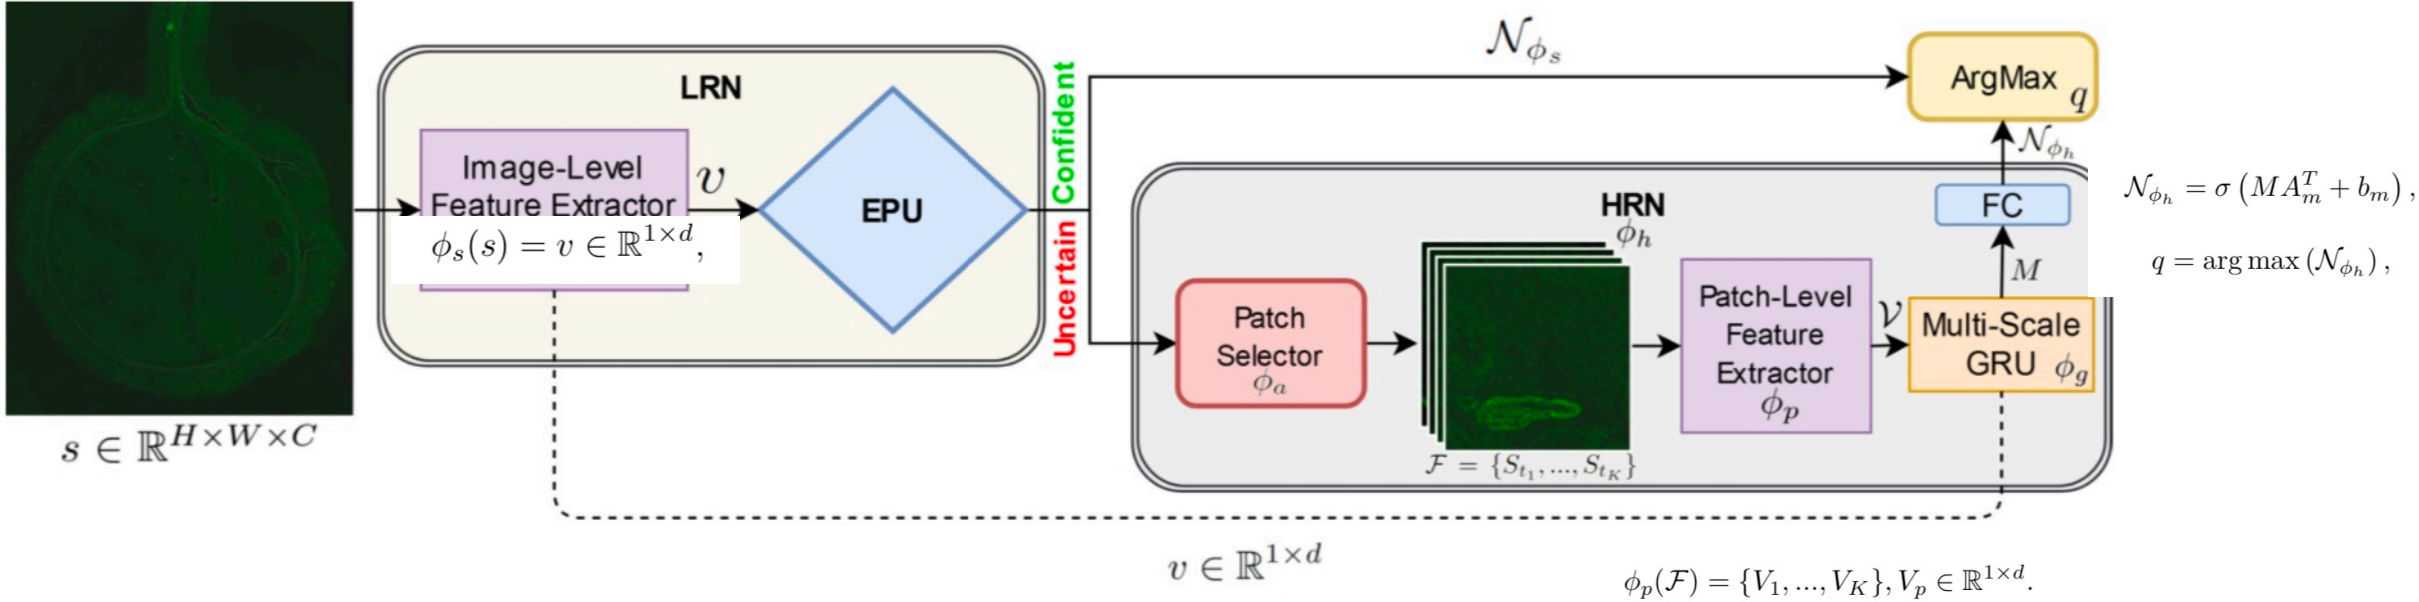 s ∈ ℝ^{H×W×C}
LRN
Image-Level
Feature Extractor
ϕ_s(s) = v ∈ ℝ^{1×d},
v
EPU
Confident
Uncertain
𝒩_{ϕ_s}
ArgMax q
𝒩_{ϕ_h}
FC
M
HRN
ϕ_h
Patch
Selector
ϕ_a
ℱ = {S_{t_1}, ..., S_{t_K}}
Patch-Level
Feature
Extractor
ϕ_p
𝒱
Multi-Scale
GRU ϕ_g
𝒩_{ϕ_h} = σ (M A_m^T + b_m) ,
q = arg max (𝒩_{ϕ_h}) ,
v ∈ ℝ^{1×d}
ϕ_p(ℱ) = {V_1, ..., V_K}, V_p ∈ ℝ^{1×d}.